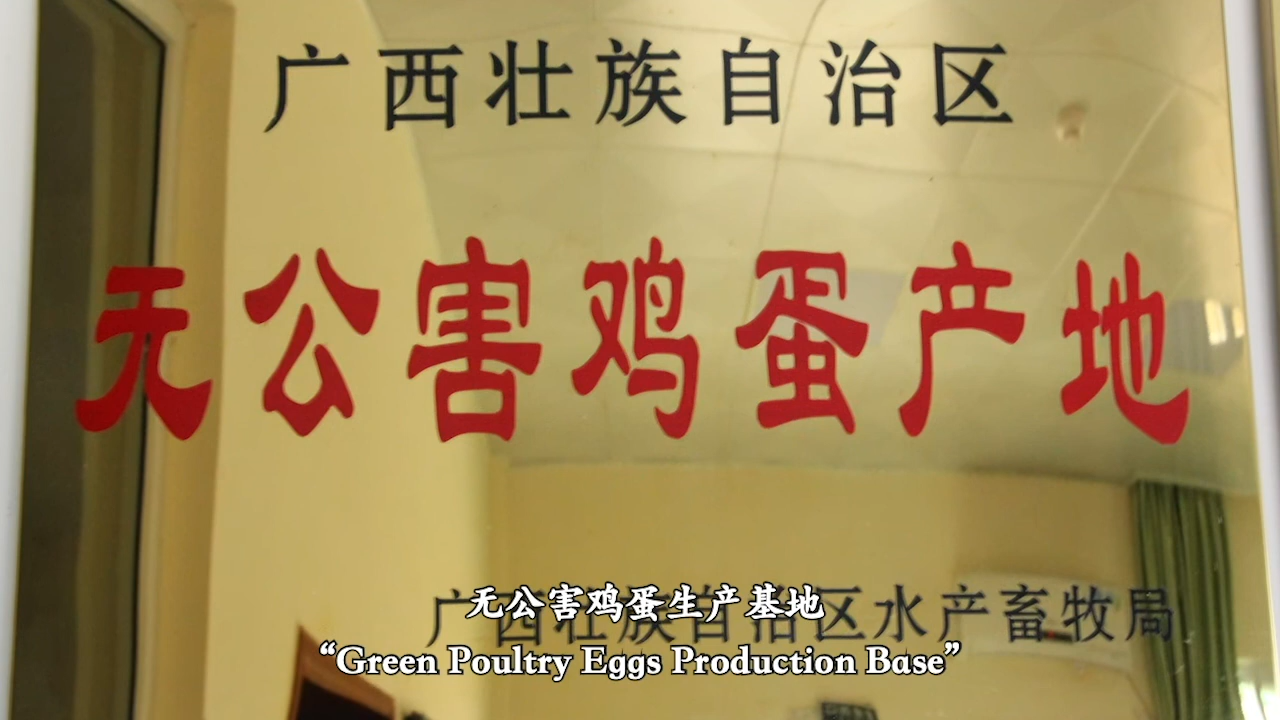 广西壮族自治区
无公害鸡蛋产地
广西壮族自治区水产畜牧局
无公害鸡蛋生产基地
“Green Poultry Eggs Production Base”